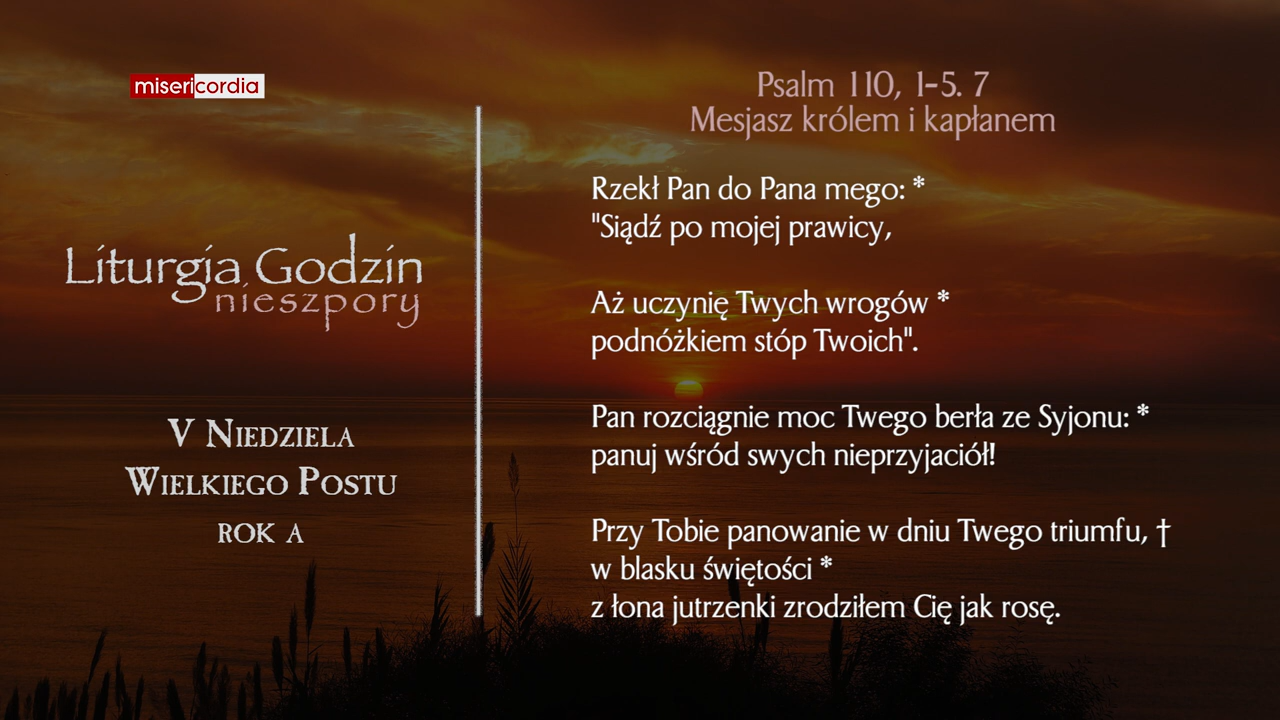 misericordia
Liturgia Godzin
nieszpory
V Niedziela
Wielkiego Postu
rok a
Psalm 110, 1-5. 7
Mesjasz królem i kapłanem
Rzekł Pan do Pana mego: *
"Siądź po mojej prawicy,
Aż uczynię Twych wrogów *
podnóżkiem stóp Twoich".
Pan rozciągnie moc Twego berła ze Syjonu: *
panuj wśród swych nieprzyjaciół!
Przy Tobie panowanie w dniu Twego triumfu, †
w blasku świętości *
z łona jutrzenki zrodziłem Cię jak rosę.